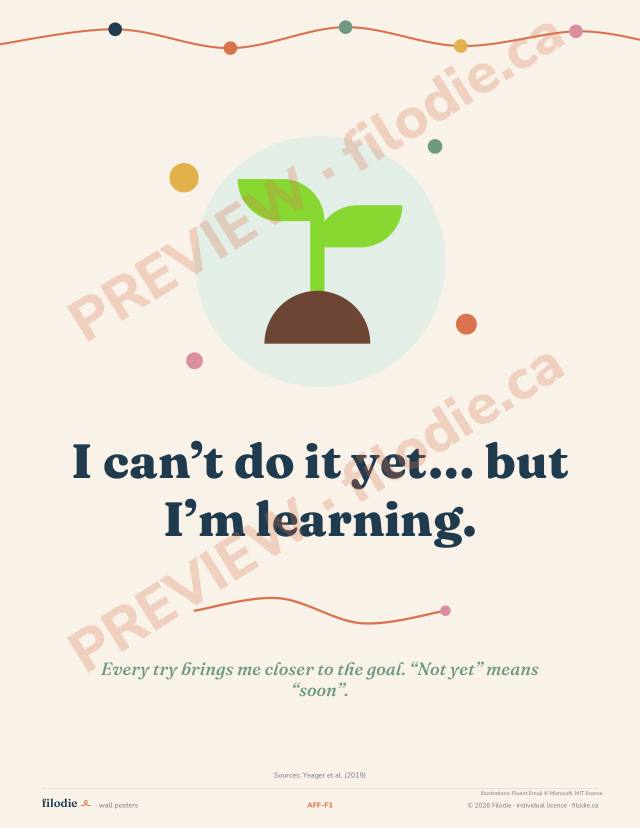 PREVIEW · filodie.ca
I can’t do it yet... but
I’m learning.
PREVIEW · filodie.ca
Every try brings me closer to the goal. “Not yet” means
“soon”.
Sources: Yeager et al. (2019)
Illustrations: Fluent Emoji © Microsoft, MIT licence
filodie · wall posters
AFF-F1
© 2026 Filodie · individual licence · filodie.ca